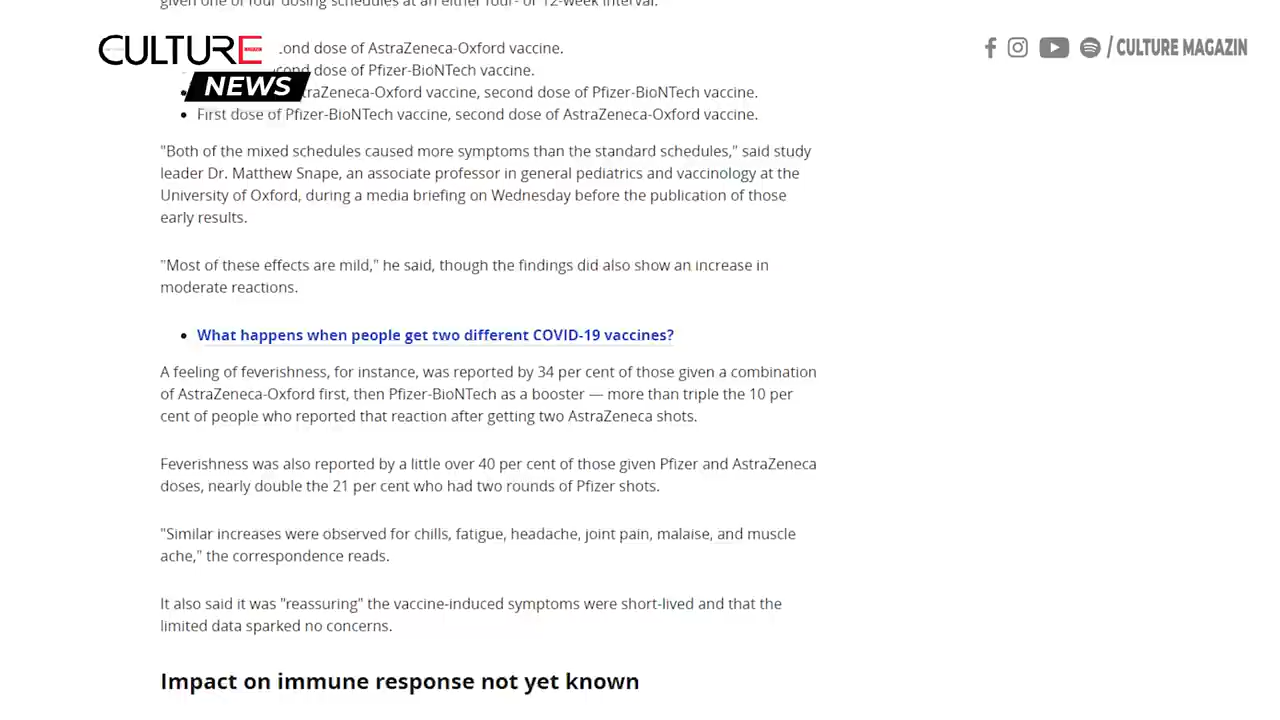 given one of four dosing schedules at an either four- or 12-week interval.
CULTURE
NEWS
/ CULTURE MAGAZIN
ond dose of AstraZeneca-Oxford vaccine.
cond dose of Pfizer-BioNTech vaccine.
traZeneca-Oxford vaccine, second dose of Pfizer-BioNTech vaccine.
• First dose of Pfizer-BioNTech vaccine, second dose of AstraZeneca-Oxford vaccine.
"Both of the mixed schedules caused more symptoms than the standard schedules," said study
leader Dr. Matthew Snape, an associate professor in general pediatrics and vaccinology at the
University of Oxford, during a media briefing on Wednesday before the publication of those
early results.
"Most of these effects are mild," he said, though the findings did also show an increase in
moderate reactions.
• What happens when people get two different COVID-19 vaccines?
A feeling of feverishness, for instance, was reported by 34 per cent of those given a combination
of AstraZeneca-Oxford first, then Pfizer-BioNTech as a booster — more than triple the 10 per
cent of people who reported that reaction after getting two AstraZeneca shots.
Feverishness was also reported by a little over 40 per cent of those given Pfizer and AstraZeneca
doses, nearly double the 21 per cent who had two rounds of Pfizer shots.
"Similar increases were observed for chills, fatigue, headache, joint pain, malaise, and muscle
ache," the correspondence reads.
It also said it was "reassuring" the vaccine-induced symptoms were short-lived and that the
limited data sparked no concerns.
Impact on immune response not yet known